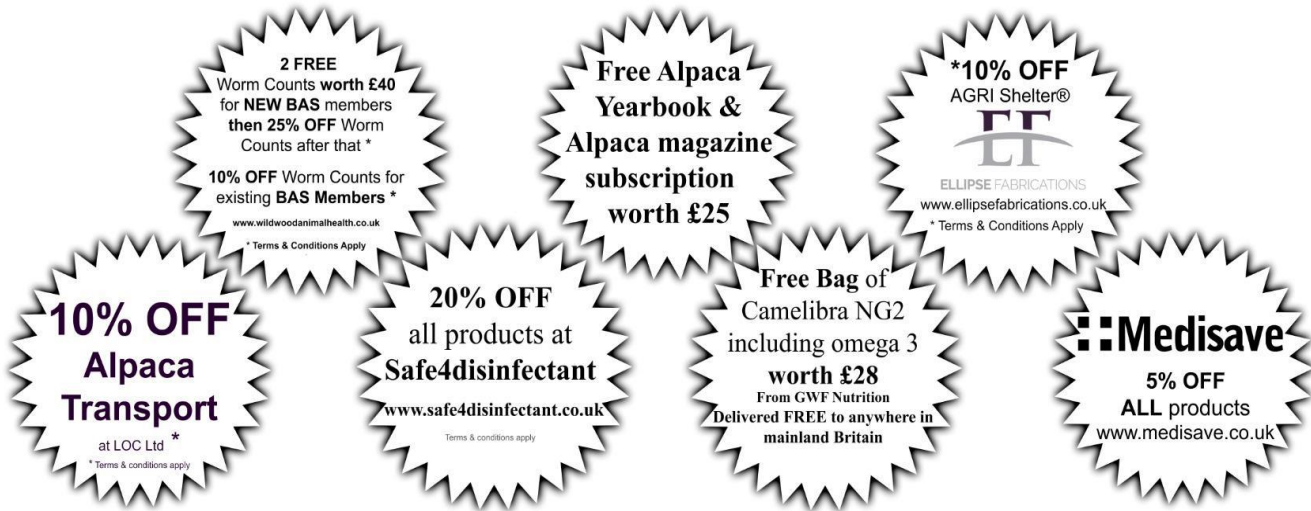 2 FREE
Worm Counts worth £40
for NEW BAS members
then 25% OFF Worm
Counts after that *
10% OFF Worm Counts for
existing BAS Members *
www.wildwoodanimalhealth.co.uk
* Terms & Conditions Apply
Free Alpaca
Yearbook &
Alpaca magazine
subscription
worth £25
*10% OFF
AGRI Shelter®
EF
ELLIPSE FABRICATIONS
www.ellipsefabrications.co.uk
* Terms & Conditions Apply
10% OFF
Alpaca
Transport
at LOC Ltd *
* Terms & conditions apply
20% OFF
all products at
Safe4disinfectant
www.safe4disinfectant.co.uk
Terms & conditions apply
Free Bag of
Camelibra NG2
including omega 3
worth £28
From GWF Nutrition
Delivered FREE to anywhere in
mainland Britain
Medisave
5% OFF
ALL products
www.medisave.co.uk